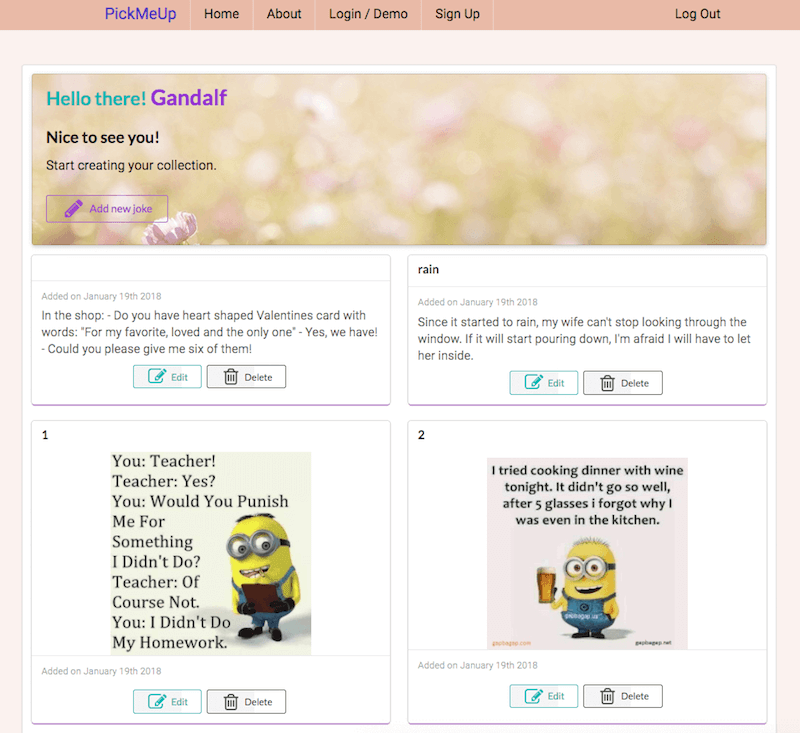 PickMeUp Home About Login / Demo Sign Up Log Out
Hello there! Gandalf
Nice to see you!
Start creating your collection.
Add new joke
Added on January 19th 2018
In the shop: - Do you have heart shaped Valentines card with
words: "For my favorite, loved and the only one" - Yes, we have!
- Could you please give me six of them!
Edit Delete
rain
Added on January 19th 2018
Since it started to rain, my wife can't stop looking through the
window. If it will start pouring down, I'm afraid I will have to let
her inside.
Edit Delete
1
You: Teacher!
Teacher: Yes?
You: Would You Punish
Me For
Something
I Didn't Do?
Teacher: Of
Course Not.
You: I Didn't Do
My Homework.
Added on January 19th 2018
Edit Delete
2
I tried cooking dinner with wine
tonight. It didn't go so well,
after 5 glasses i forgot why I
was even in the kitchen.
gapbagap.us
gapbagap.com gapbagap.net
Added on January 19th 2018
Edit Delete